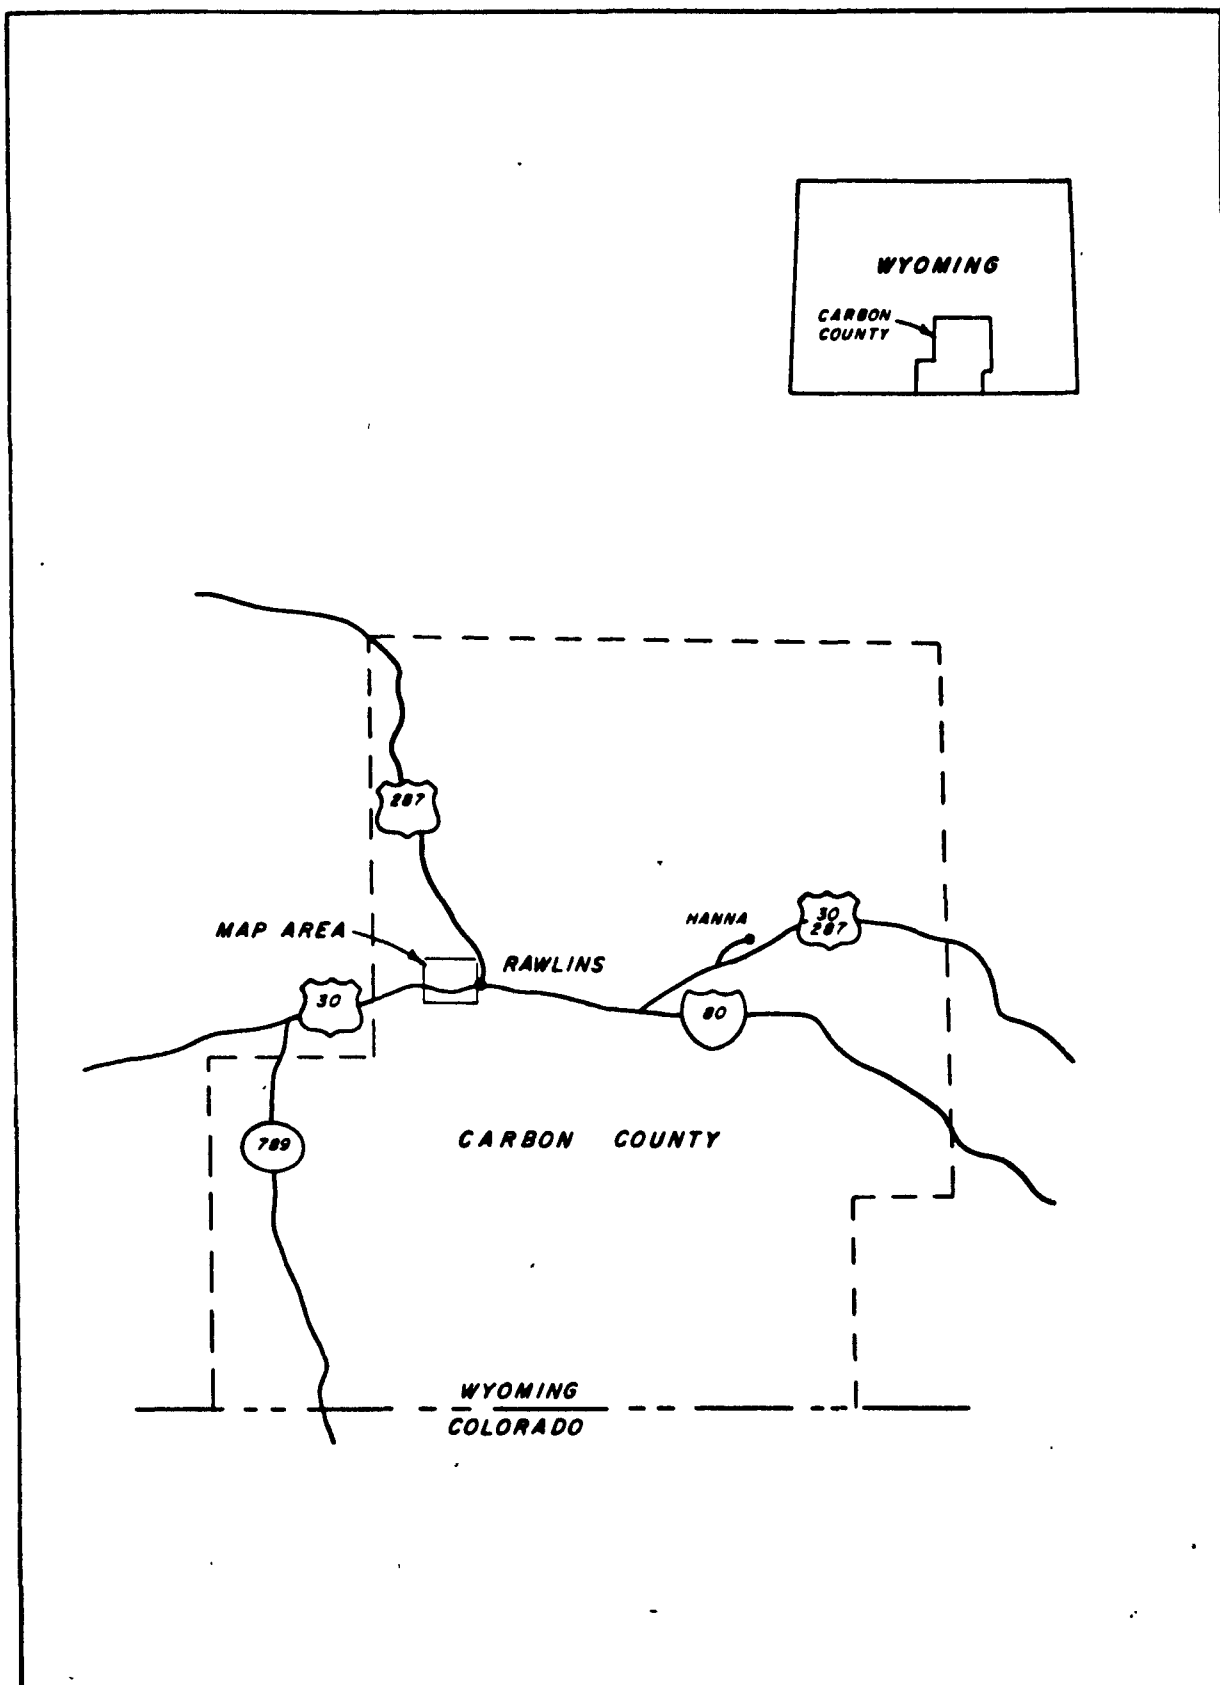 WYOMING
CARBON
COUNTY
287
MAP AREA
HANNA
30
287
RAWLINS
30
80
789
CARBON COUNTY
WYOMING
COLORADO